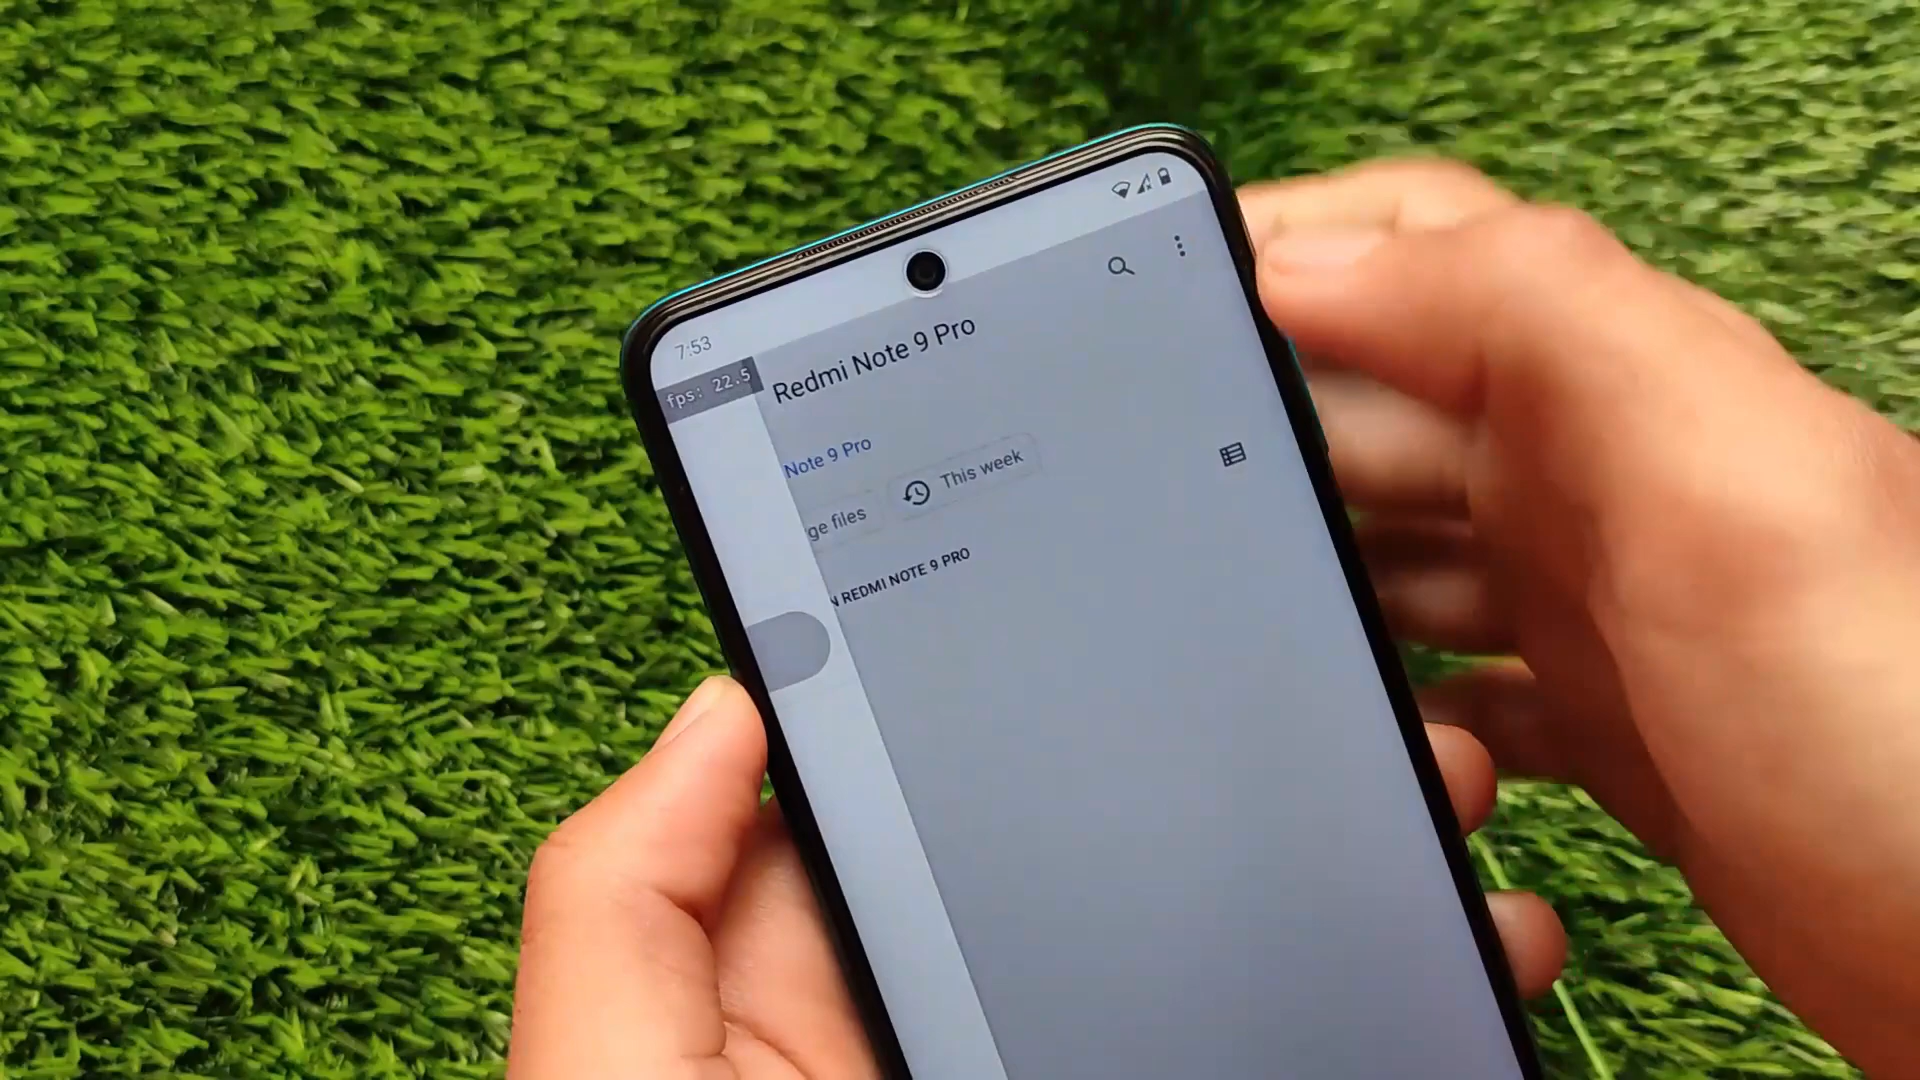 7:53
fps: 22.5
Redmi Note 9 Pro
Note 9 Pro
ge files
This week
N REDMI NOTE 9 PRO